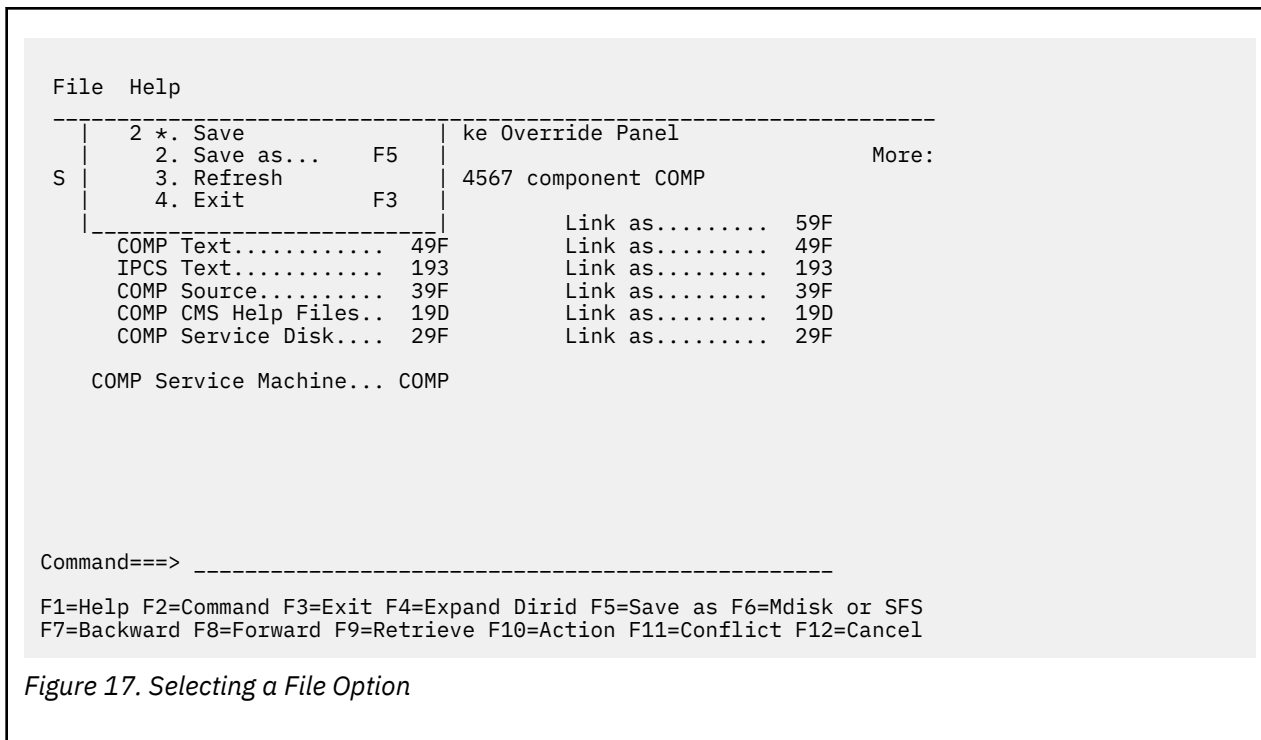 File  Help
_____________________________________________________________________
|   2 *. Save               | ke Override Panel
|     2. Save as...    F5   |                                 More:
S |     3. Refresh            | 4567 component COMP
|     4. Exit          F3   |
|___________________________|         Link as......... 59F
COMP Text............ 49F         Link as......... 49F
IPCS Text............ 193         Link as......... 193
COMP Source.......... 39F         Link as......... 39F
COMP CMS Help Files.. 19D         Link as......... 19D
COMP Service Disk.... 29F         Link as......... 29F
COMP Service Machine... COMP
Command===> __________________________________________________
F1=Help F2=Command F3=Exit F4=Expand Dirid F5=Save as F6=Mdisk or SFS
F7=Backward F8=Forward F9=Retrieve F10=Action F11=Conflict F12=Cancel
Figure 17. Selecting a File Option